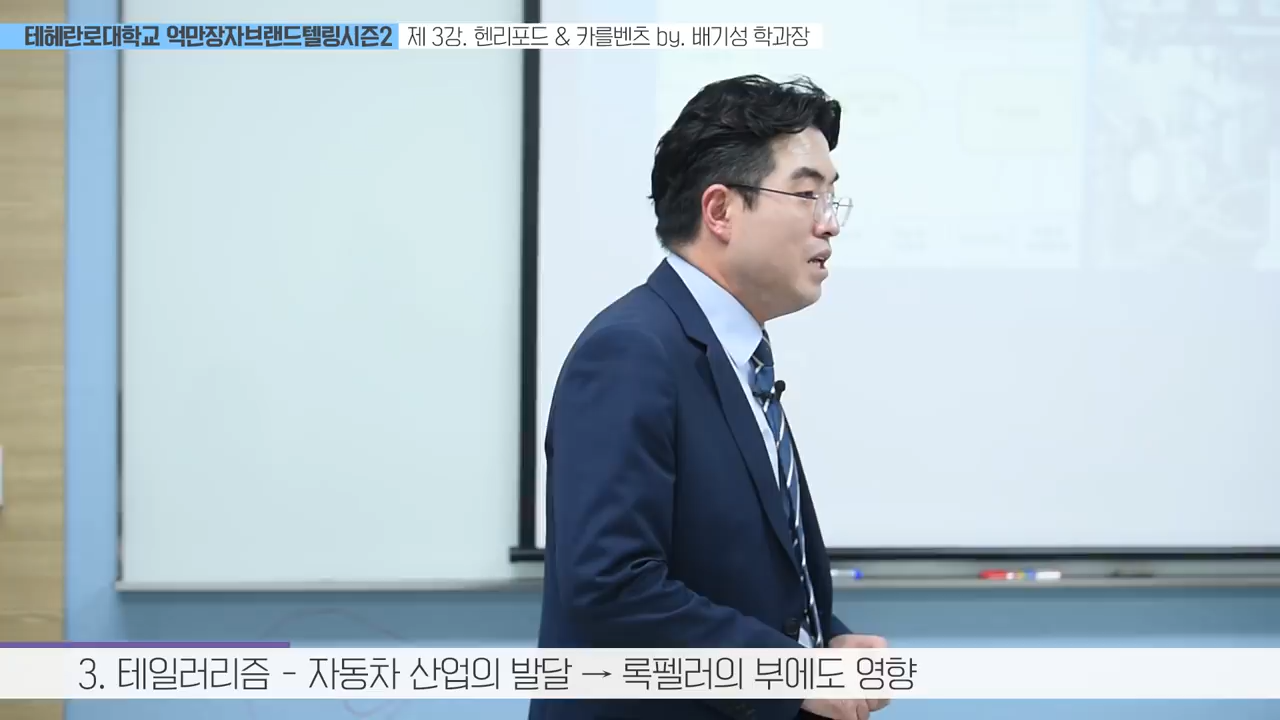 테헤란로대학교 억만장자브랜드텔링시즌2 제 3강. 헨리포드 & 카를벤츠 by. 배기성 학과장
3. 테일러리즘 - 자동차 산업의 발달 → 록펠러의 부에도 영향